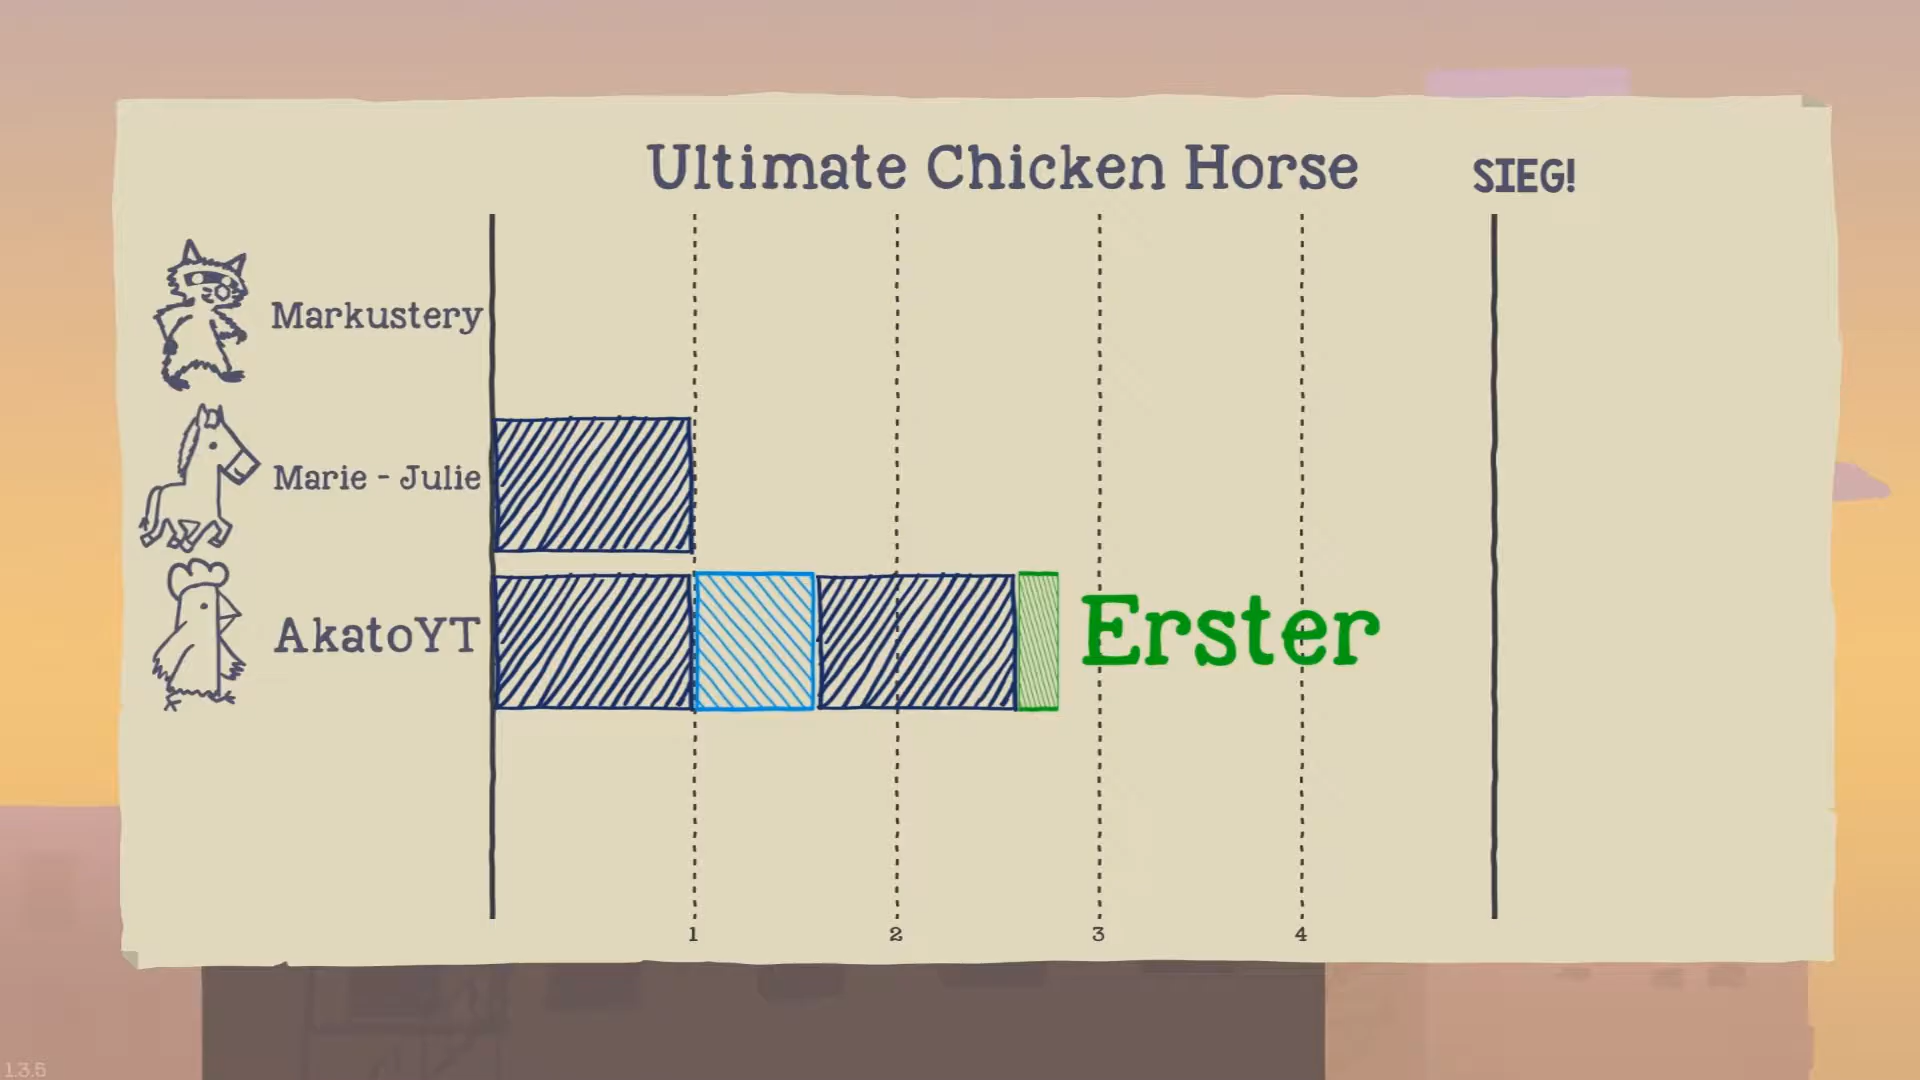 Ultimate Chicken Horse
SIEG!
Markustery
Marie - Julie
AkatoYT
Erster
1 2 3 4
1.3.5